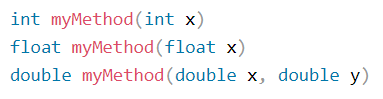 int myMethod(int x)
float myMethod(float x)
double myMethod(double x, double y)